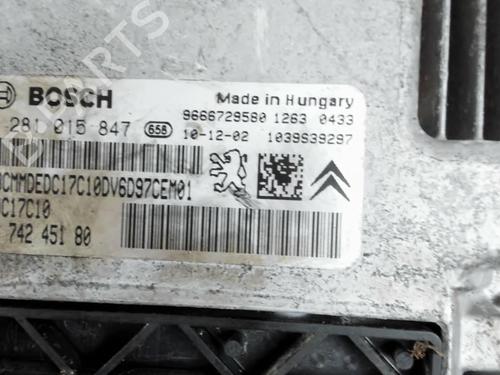 BOSCH
Made in Hungary
281 015 847 658
9666729580 1263 0433
10-12-02 1039S39297
CMMDEDC17C10DV6D97CEM01
C17C10
742 451 80
PARTS